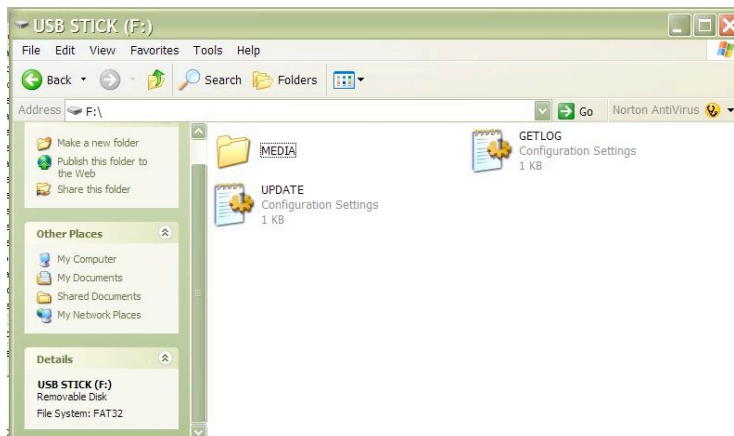 USB STICK (F:)
File Edit View Favorites Tools Help
Back Search Folders
Address F:\ Go Norton AntiVirus
Make a new folder
Publish this folder to
the Web
Share this folder
Other Places
My Computer
My Documents
Shared Documents
My Network Places
Details
USB STICK (F:)
Removable Disk
File System: FAT32
MEDIA
GETLOG
Configuration Settings
1 KB
UPDATE
Configuration Settings
1 KB